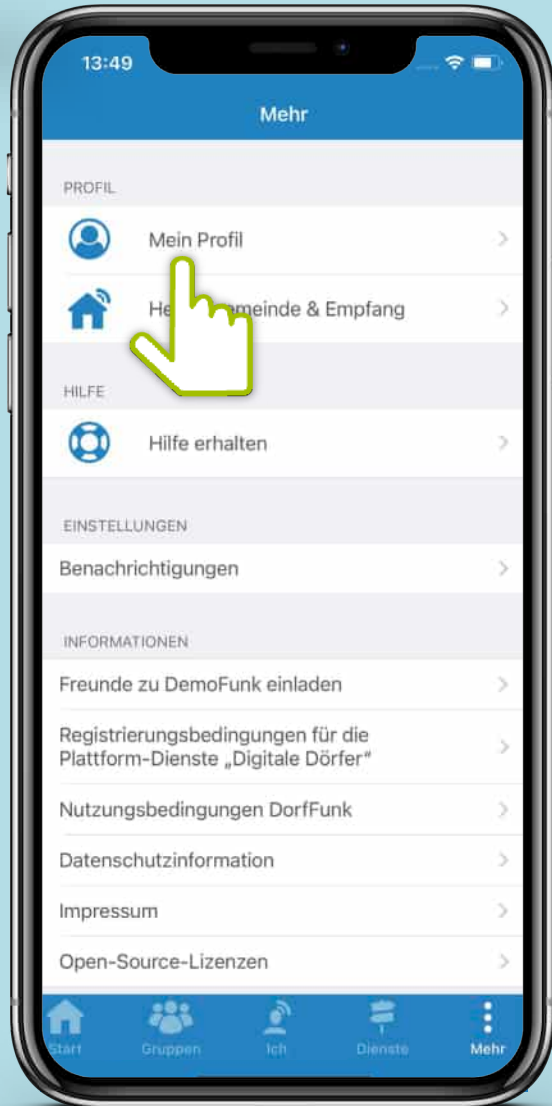 13:49
Mehr
PROFIL
Mein Profil
meinde & Empfang
HILFE
Hilfe erhalten
EINSTELLUNGEN
Benachrichtigungen
INFORMATIONEN
Freunde zu DemoFunk einladen
Registrierungsbedingungen für die
Plattform-Dienste „Digitale Dörfer“
Nutzungsbedingungen DorfFunk
Datenschutzinformation
Impressum
Open-Source-Lizenzen
Start Gruppen Ich Dienste Mehr